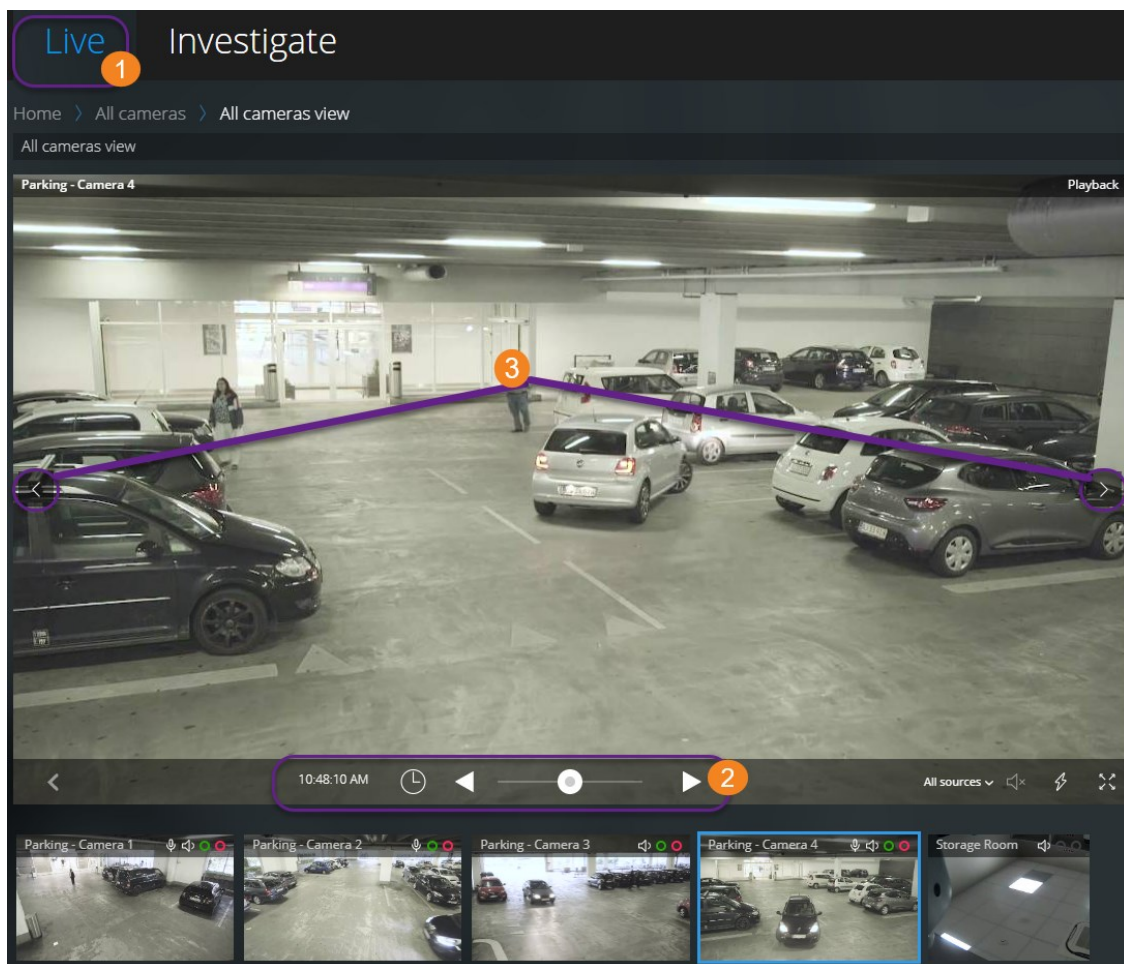 Live Investigate
1
Home > All cameras > All cameras view
All cameras view
Parking - Camera 4 Playback
3
10:48:10 AM
2
All sources
Parking - Camera 1 Parking - Camera 2 Parking - Camera 3 Parking - Camera 4 Storage Room